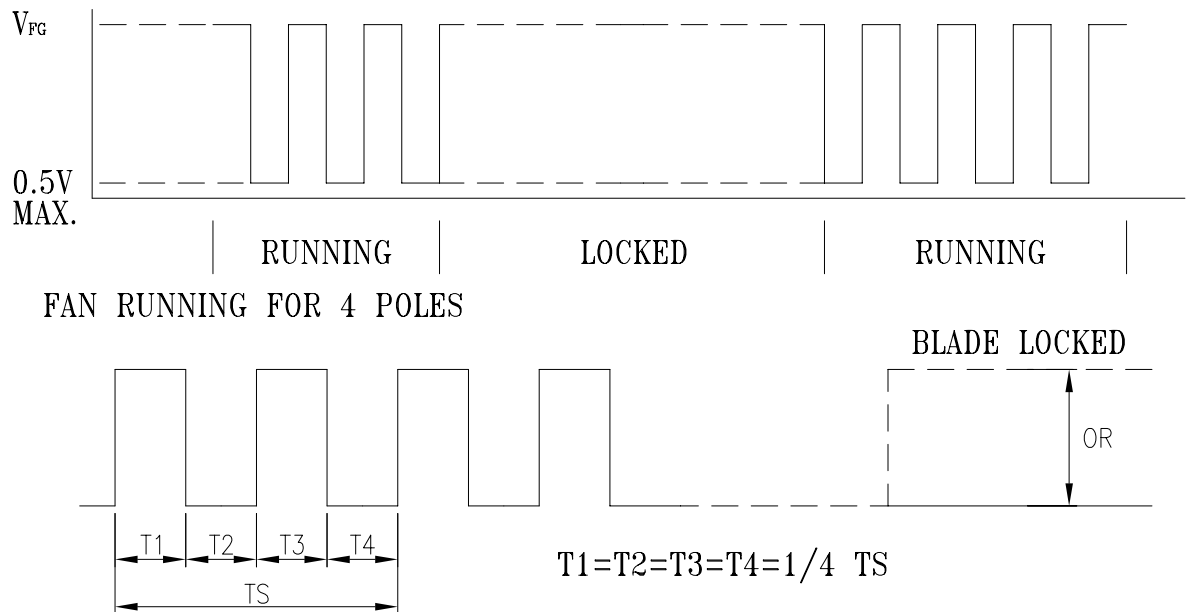 VFG
0.5V
MAX.
RUNNING LOCKED RUNNING
FAN RUNNING FOR 4 POLES
BLADE LOCKED
OR
T1 T2 T3 T4
T1=T2=T3=T4=1/4 TS
TS